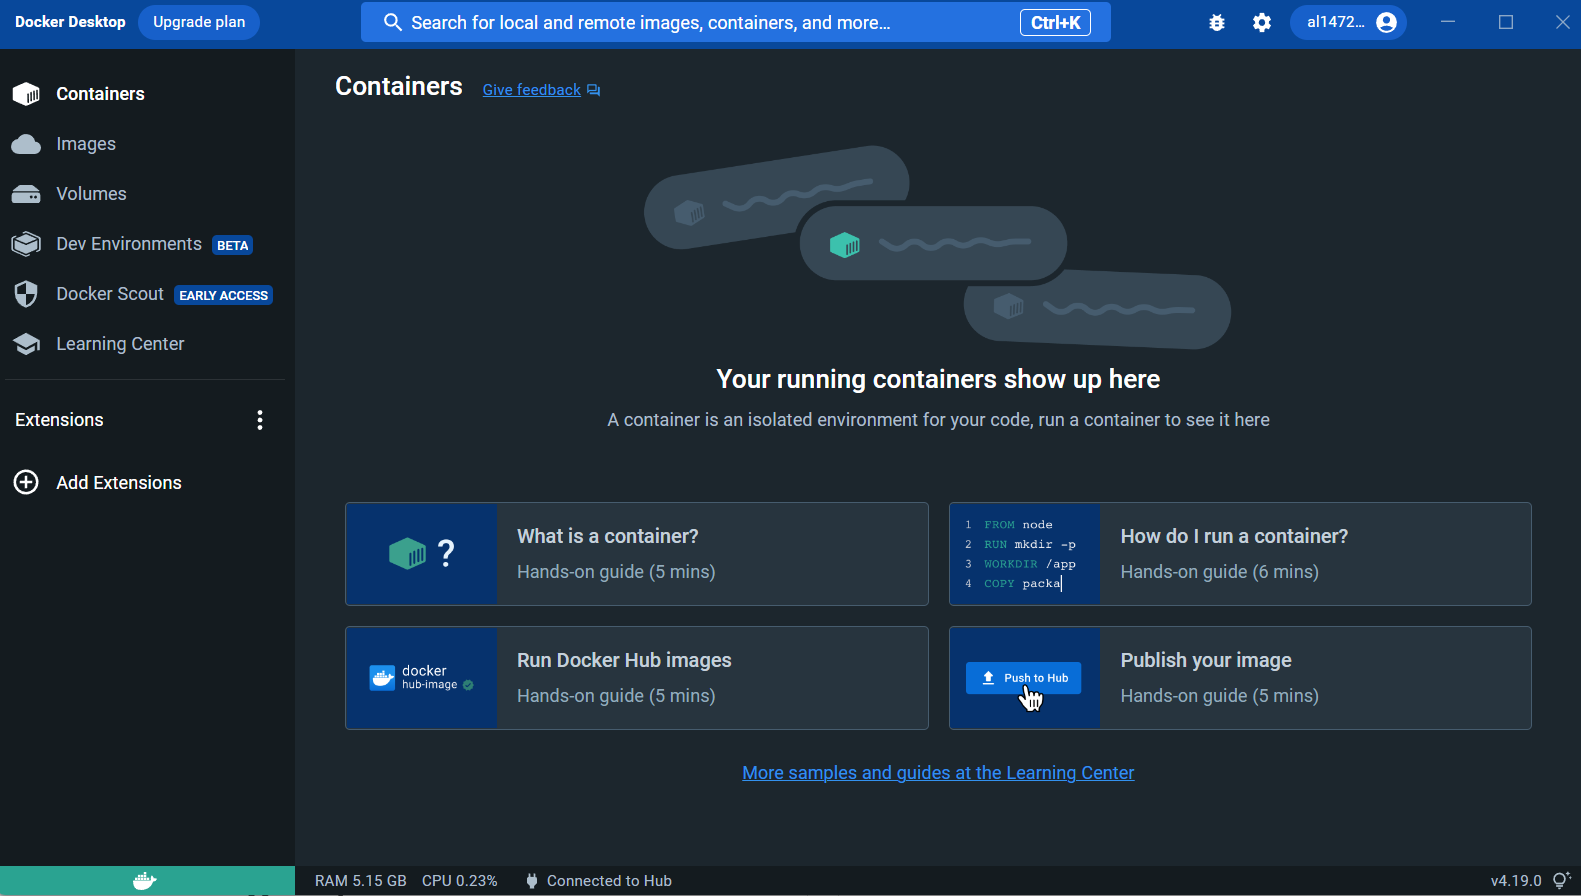 Docker Desktop
Upgrade plan
Search for local and remote images, containers, and more...
Ctrl+K
al1472...
Containers
Images
Volumes
Dev Environments BETA
Docker Scout EARLY ACCESS
Learning Center
Extensions
Add Extensions
Containers
Give feedback
Your running containers show up here
A container is an isolated environment for your code, run a container to see it here
?
What is a container?
Hands-on guide (5 mins)
1 FROM node
2 RUN mkdir -p
3 WORKDIR /app
4 COPY packa
How do I run a container?
Hands-on guide (6 mins)
docker
hub-image
Run Docker Hub images
Hands-on guide (5 mins)
Push to Hub
Publish your image
Hands-on guide (5 mins)
More samples and guides at the Learning Center
RAM 5.15 GB CPU 0.23% Connected to Hub
v4.19.0